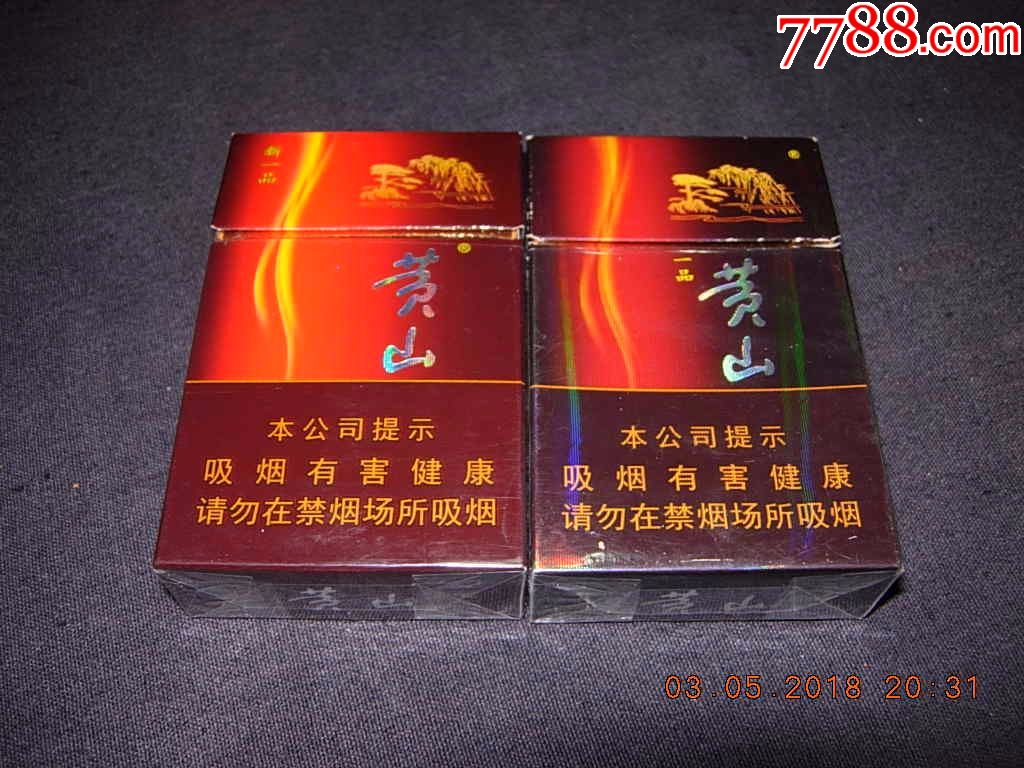 7788.com
新一品
黄山®
本公司提示
吸烟有害健康
请勿在禁烟场所吸烟
黄山
®
一品
黄山
本公司提示
吸烟有害健康
请勿在禁烟场所吸烟
黄山
03.05.2018 20:31